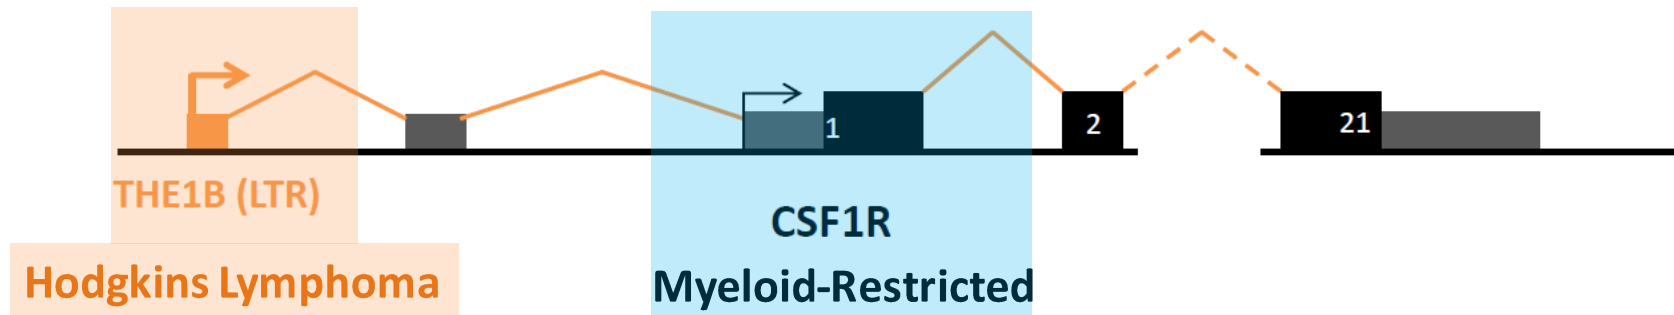 1
2
21
THE1B (LTR)
CSF1R
Hodgkins Lymphoma
Myeloid-Restricted